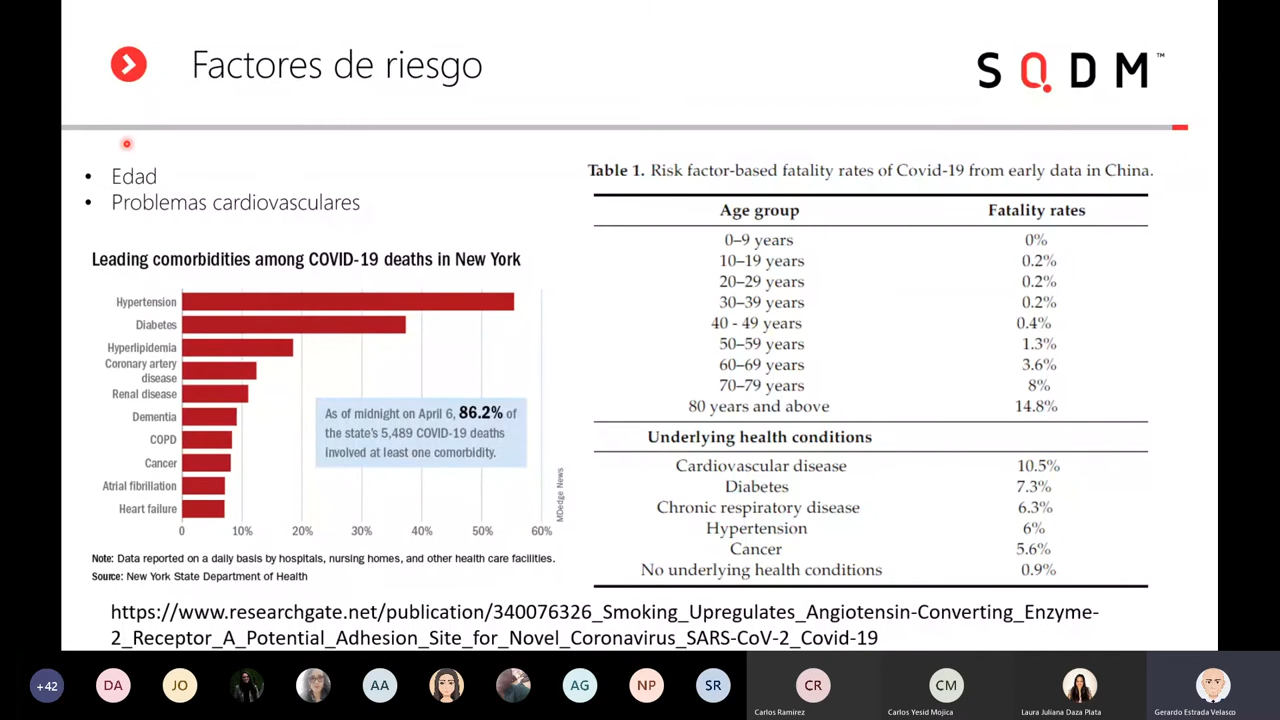 Factores de riesgo
SQDM™
• Edad
• Problemas cardiovasculares
Leading comorbidities among COVID-19 deaths in New York
Hypertension
Diabetes
Hyperlipidemia
Coronary artery
disease
Renal disease
Dementia
COPD
Cancer
Atrial fibrillation
Heart failure
0 10% 20% 30% 40% 50% 60%
As of midnight on April 6, 86.2% of
the state's 5,489 COVID-19 deaths
involved at least one comorbidity.
MDedge News
Note: Data reported on a daily basis by hospitals, nursing homes, and other health care facilities.
Source: New York State Department of Health
Table 1. Risk factor-based fatality rates of Covid-19 from early data in China.
Age group Fatality rates
0–9 years 0%
10–19 years 0.2%
20–29 years 0.2%
30–39 years 0.2%
40 - 49 years 0.4%
50–59 years 1.3%
60–69 years 3.6%
70–79 years 8%
80 years and above 14.8%
Underlying health conditions
Cardiovascular disease 10.5%
Diabetes 7.3%
Chronic respiratory disease 6.3%
Hypertension 6%
Cancer 5.6%
No underlying health conditions 0.9%
https://www.researchgate.net/publication/340076326_Smoking_Upregulates_Angiotensin-Converting_Enzyme-
2_Receptor_A_Potential_Adhesion_Site_for_Novel_Coronavirus_SARS-CoV-2_Covid-19
+42 DA JO AA AG NP SR CR CM
Carlos Ramirez Carlos Yesid Mojica Laura Juliana Daza Plata Gerardo Estrada Velasco